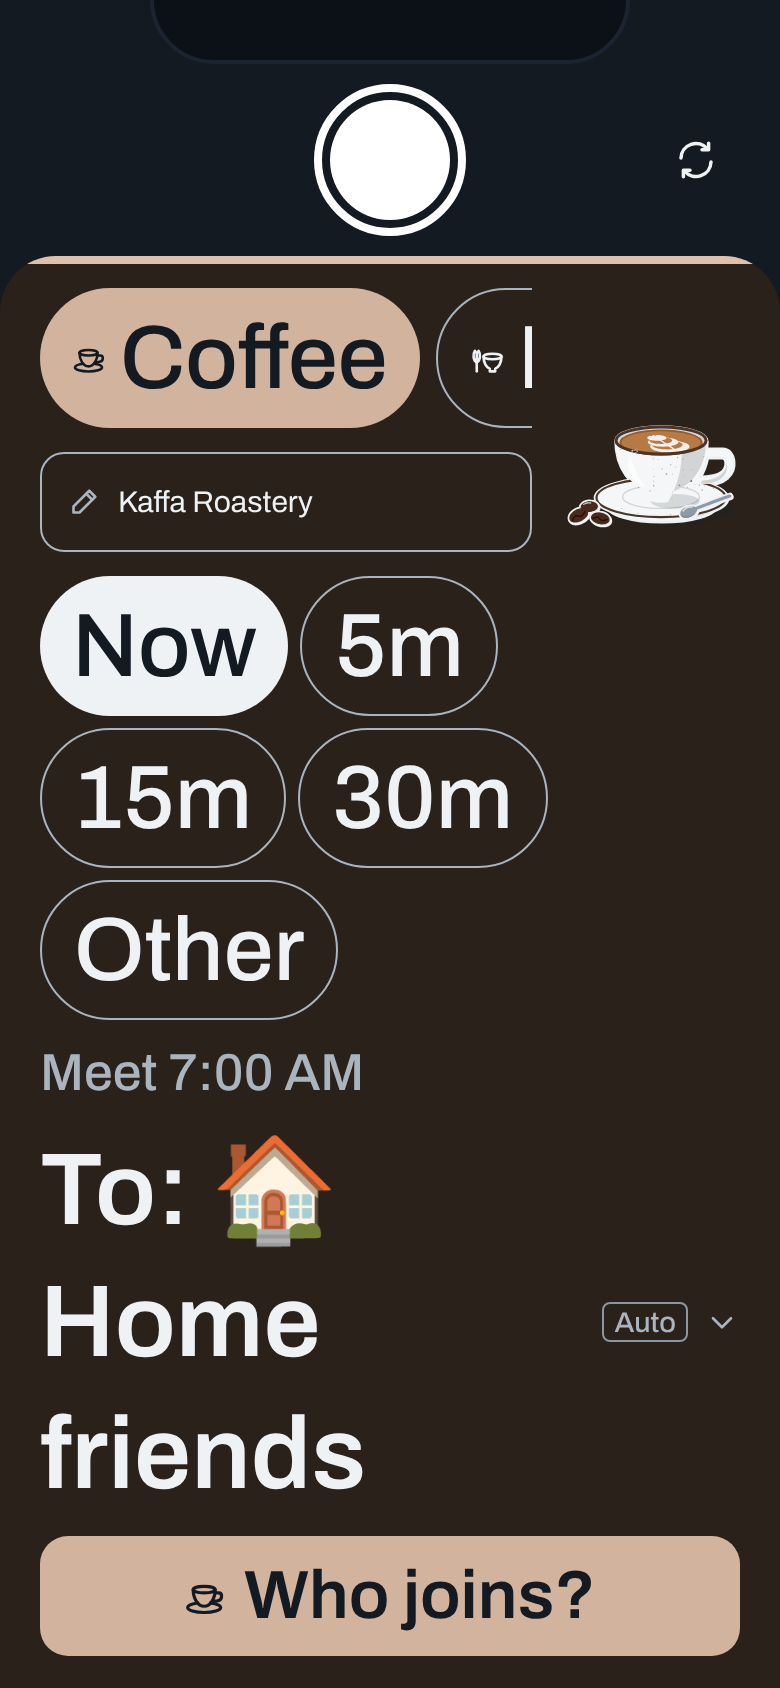 Coffee
Kaffa Roastery
Now 5m
15m 30m
Other
Meet 7:00 AM
To: 🏠
Home
Auto
friends
Who joins?